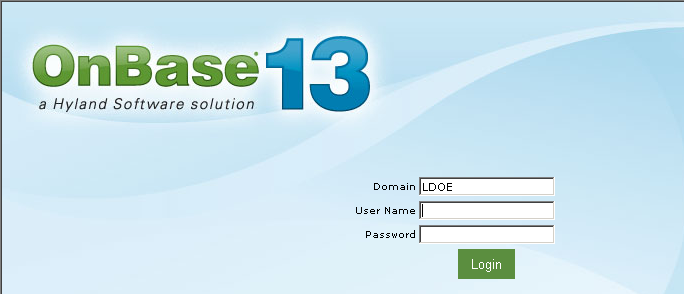 OnBase 13
a Hyland Software solution
Domain LDOE
User Name
Password
Login